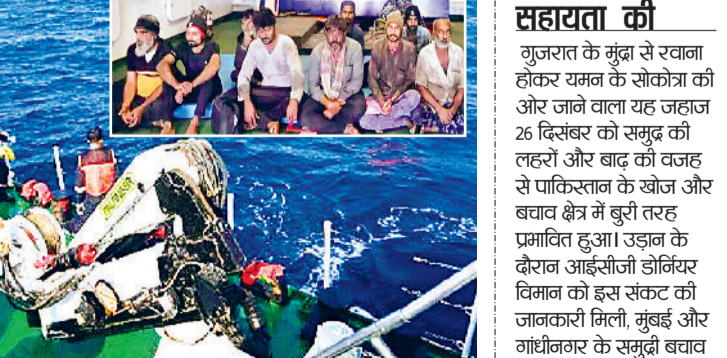 सहायता की
गुजरात के मुंद्रा से रवाना
होकर यमन के सोकोत्रा की
ओर जाने वाला यह जहाज
26 दिसंबर को समुद्र की
लहरों और बाढ़ की वजह
से पाकिस्तान के खोज और
बचाव क्षेत्र में बुरी तरह
प्रभावित हुआ। उड़ान के
दौरान आईसीजी डोर्नियर
विमान को इस संकट की
जानकारी मिली, मुंबई और
गांधीनगर के समुद्री बचाव